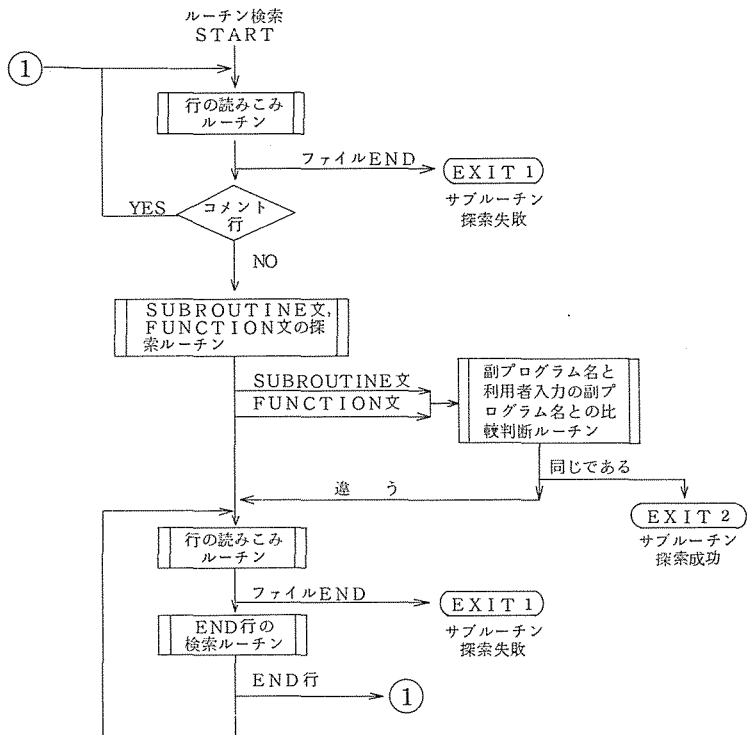 ルーチン検索
START
①
行の読みこみ
ルーチン
ファイルEND
EXIT 1
サブルーチン
探索失敗
YES
コメント
行
NO
SUBROUTINE文,
FUNCTION文の探
索ルーチン
SUBROUTINE文
FUNCTION文
副プログラム名と
利用者入力の副プ
ログラム名との比
較判断ルーチン
同じである
違う
EXIT 2
サブルーチン
探索成功
行の読みこみ
ルーチン
ファイルEND
EXIT 1
サブルーチン
探索失敗
END行の
検索ルーチン
END行
①